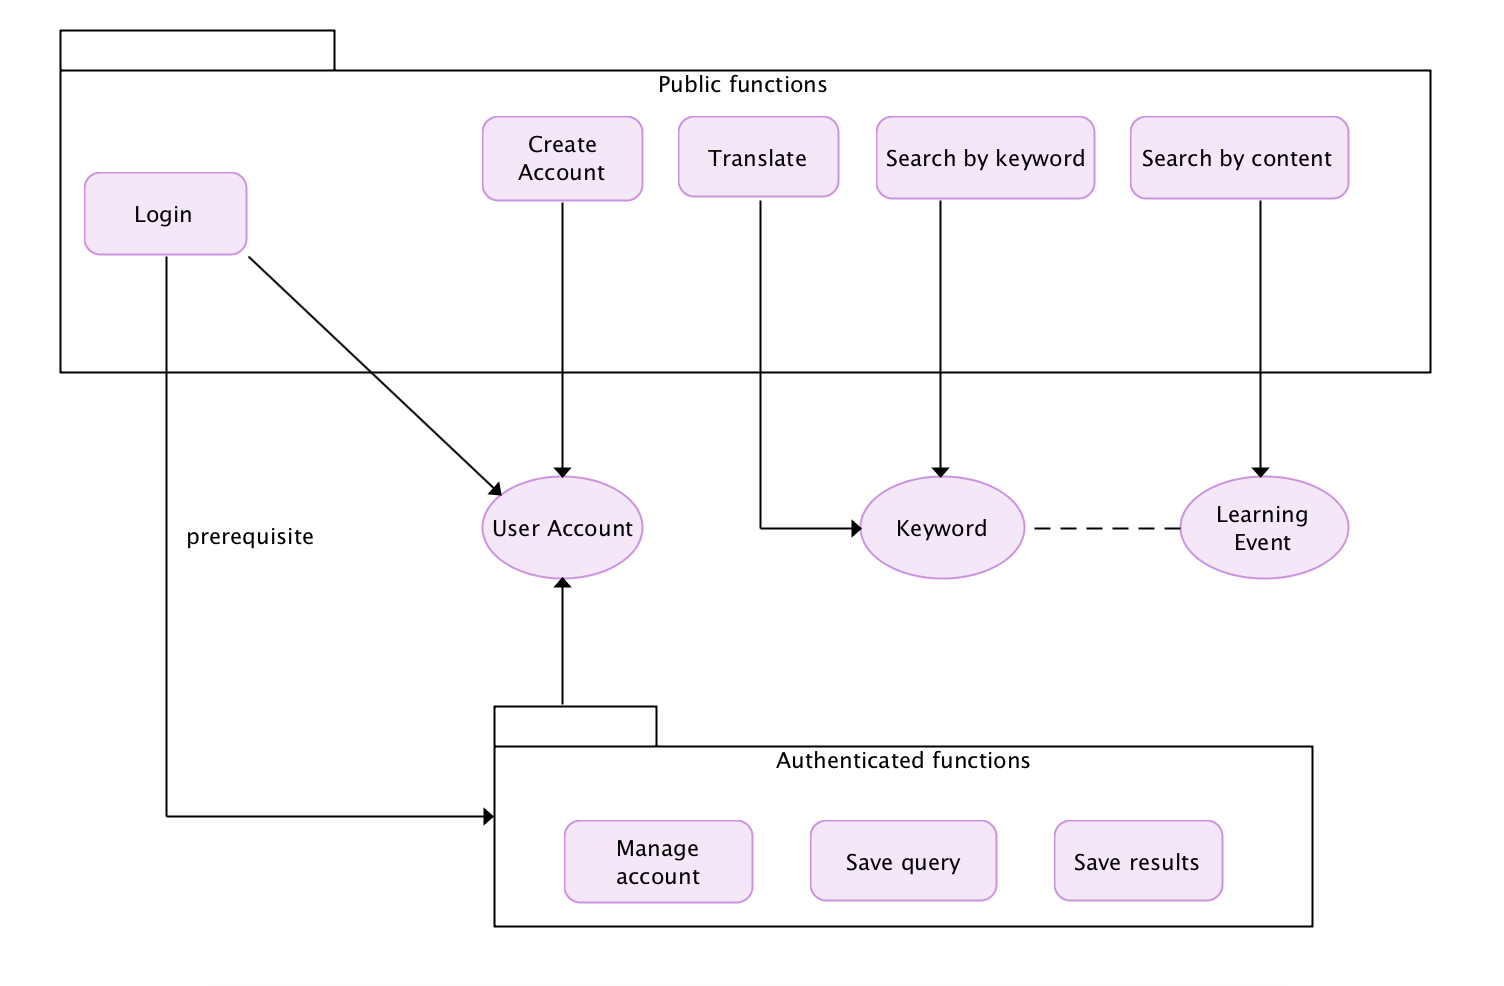 Public functions
Create
Account
Translate
Search by keyword
Search by content
Login
User Account
Keyword
Learning
Event
prerequisite
Authenticated functions
Manage
account
Save query
Save results